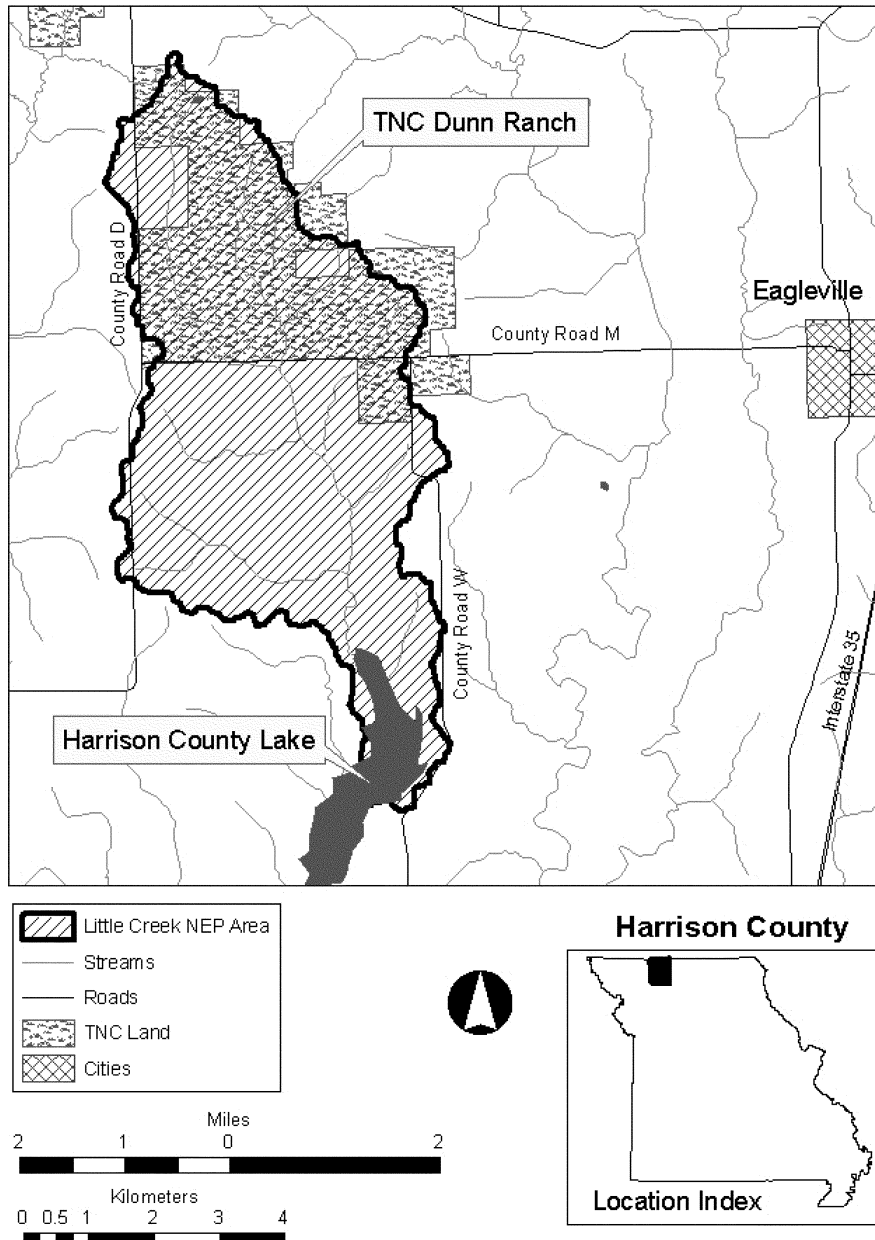 TNC Dunn Ranch
County Road D
Eagleville
County Road M
County Road W
Interstate 35
Harrison County Lake
Little Creek NEP Area
Streams
Roads
TNC Land
Cities
Harrison County
Location Index
Miles
2 1 0 2
Kilometers
0 0.5 1 2 3 4